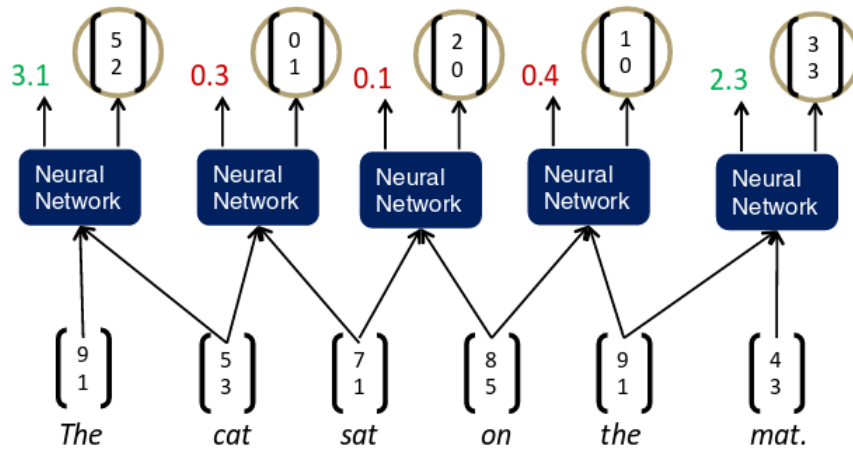 3.1 5 0.3 0 0.1 2 0.4 1 2.3 3
2 1 0 0 3
Neural Neural Neural Neural Neural
Network Network Network Network Network
9 5 7 8 9 4
1 3 1 5 1 3
The cat sat on the mat.